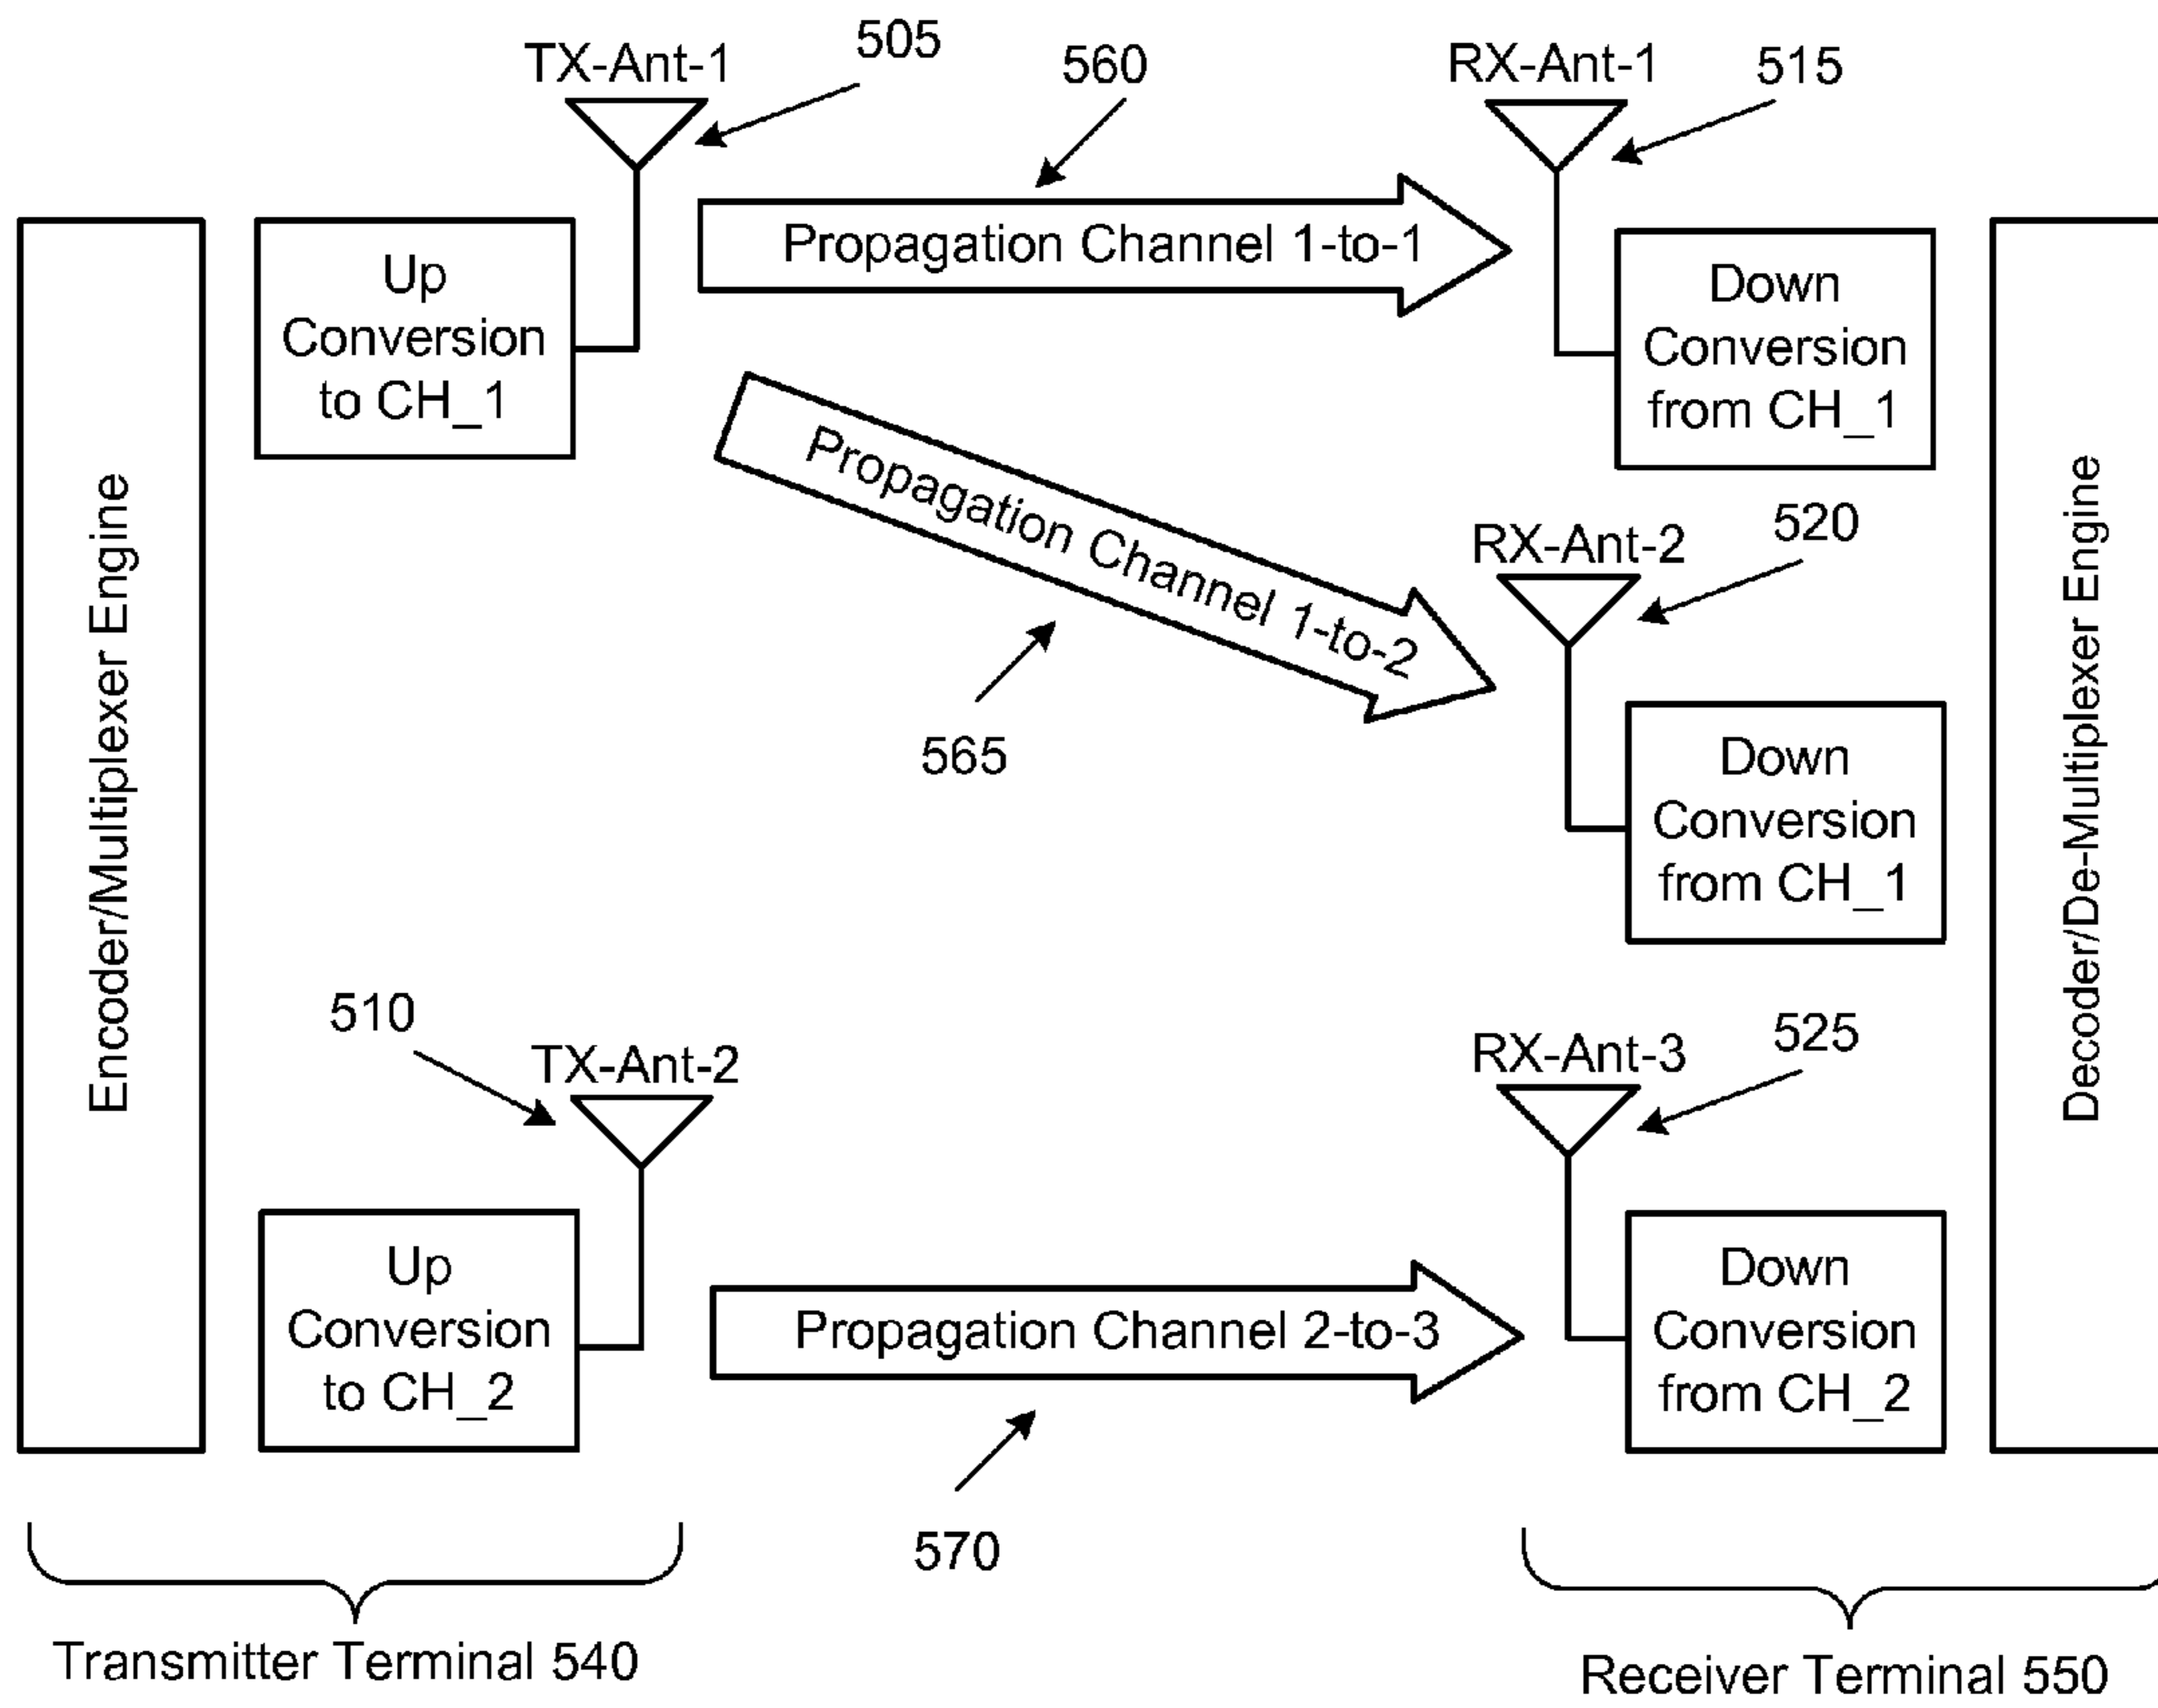 505
TX-Ant-1
560
RX-Ant-1
515
Up
Conversion
to CH_1
Propagation Channel 1-to-1
Down
Conversion
from CH_1
Encoder/Multiplexer Engine
Propagation Channel 1-to-2
565
RX-Ant-2
520
Down
Conversion
from CH_1
Decoder/De-Multiplexer Engine
510
TX-Ant-2
RX-Ant-3
525
Up
Conversion
to CH_2
Propagation Channel 2-to-3
570
Down
Conversion
from CH_2
Transmitter Terminal 540
Receiver Terminal 550